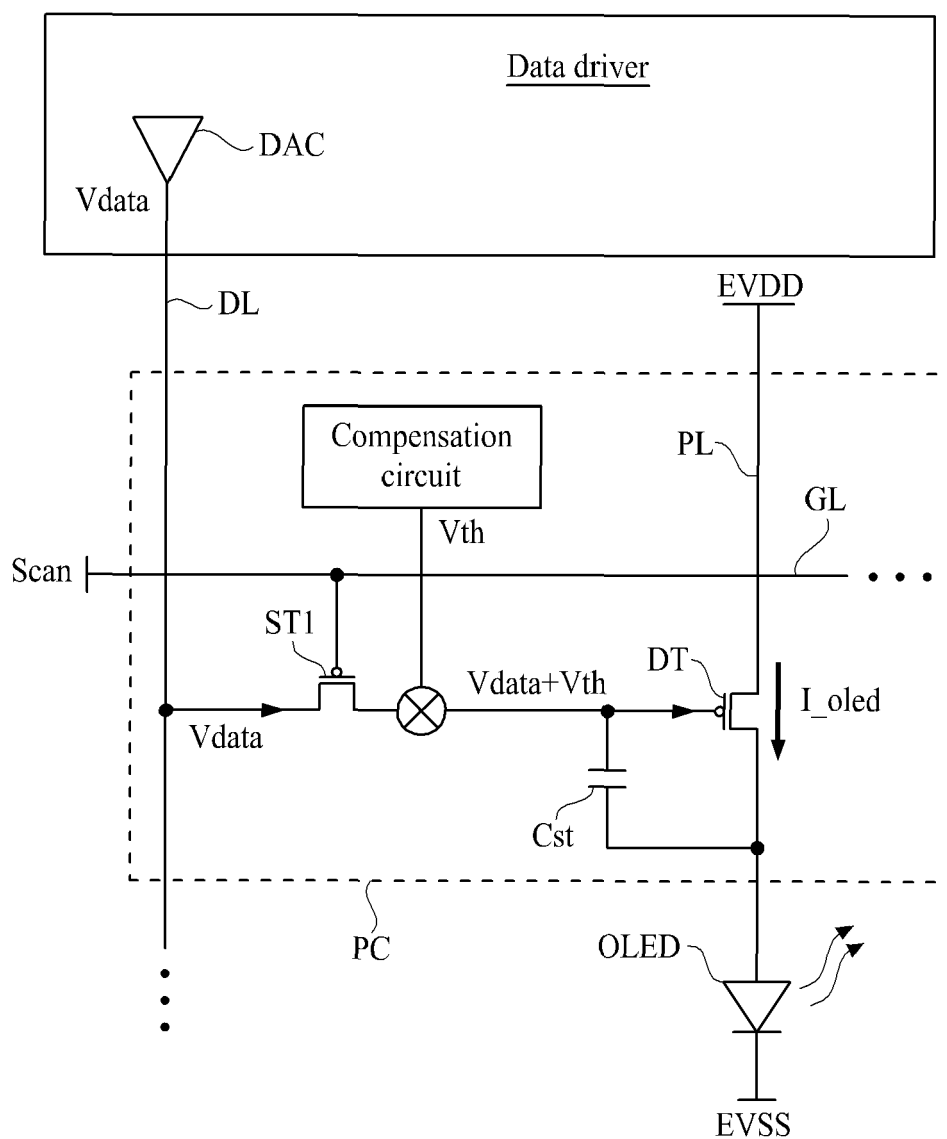 Data driver
DAC
Vdata
DL
EVDD
Compensation
circuit
PL
Vth
GL
Scan
ST1
DT
Vdata+Vth
I_oled
Vdata
Cst
PC
OLED
EVSS